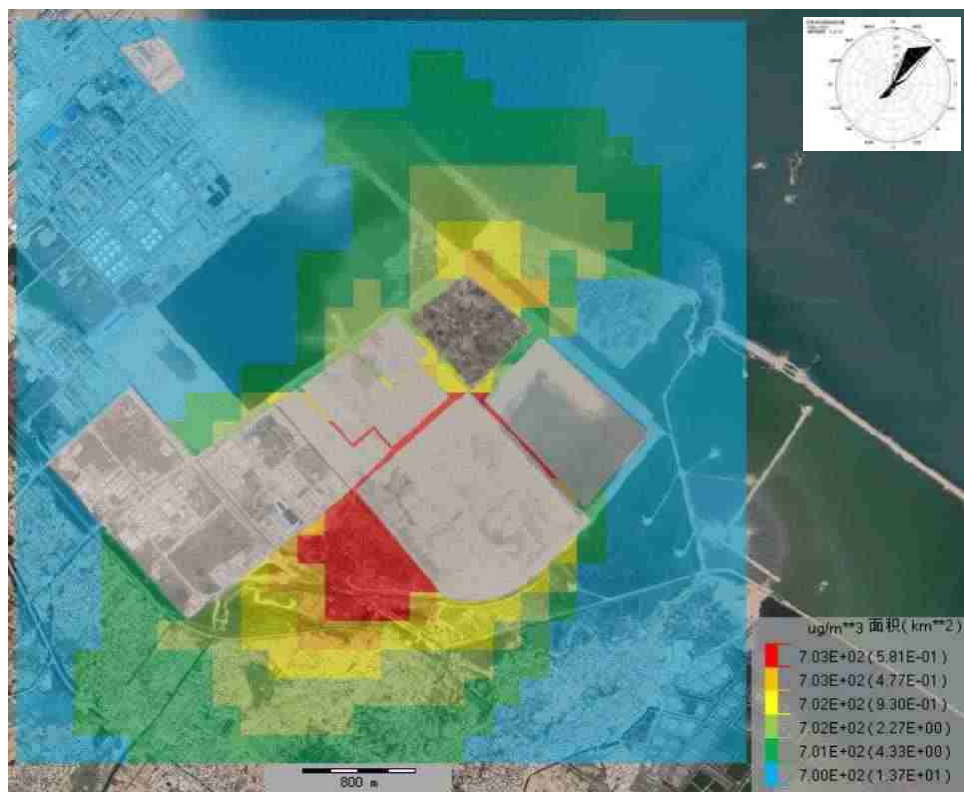 ug/m**3 面积(km**2)
7.03E+02(5.81E-01)
7.03E+02(4.77E-01)
7.02E+02(9.30E-01)
7.02E+02(2.27E+00)
7.01E+02(4.33E+00)
7.00E+02(1.37E+01)
800 m